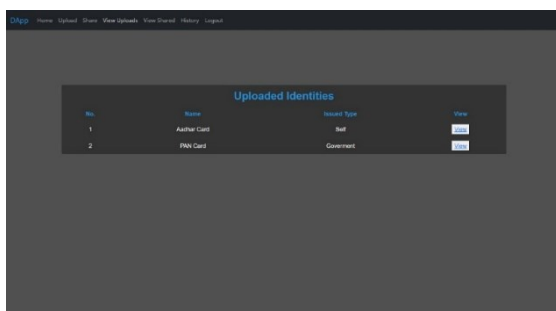 DApp Home Upload Share View Uploads View Shared History Logout
Uploaded Identities
No. Name Issued Type View
1 Aadhar Card Self View
2 PAN Card Goverment View